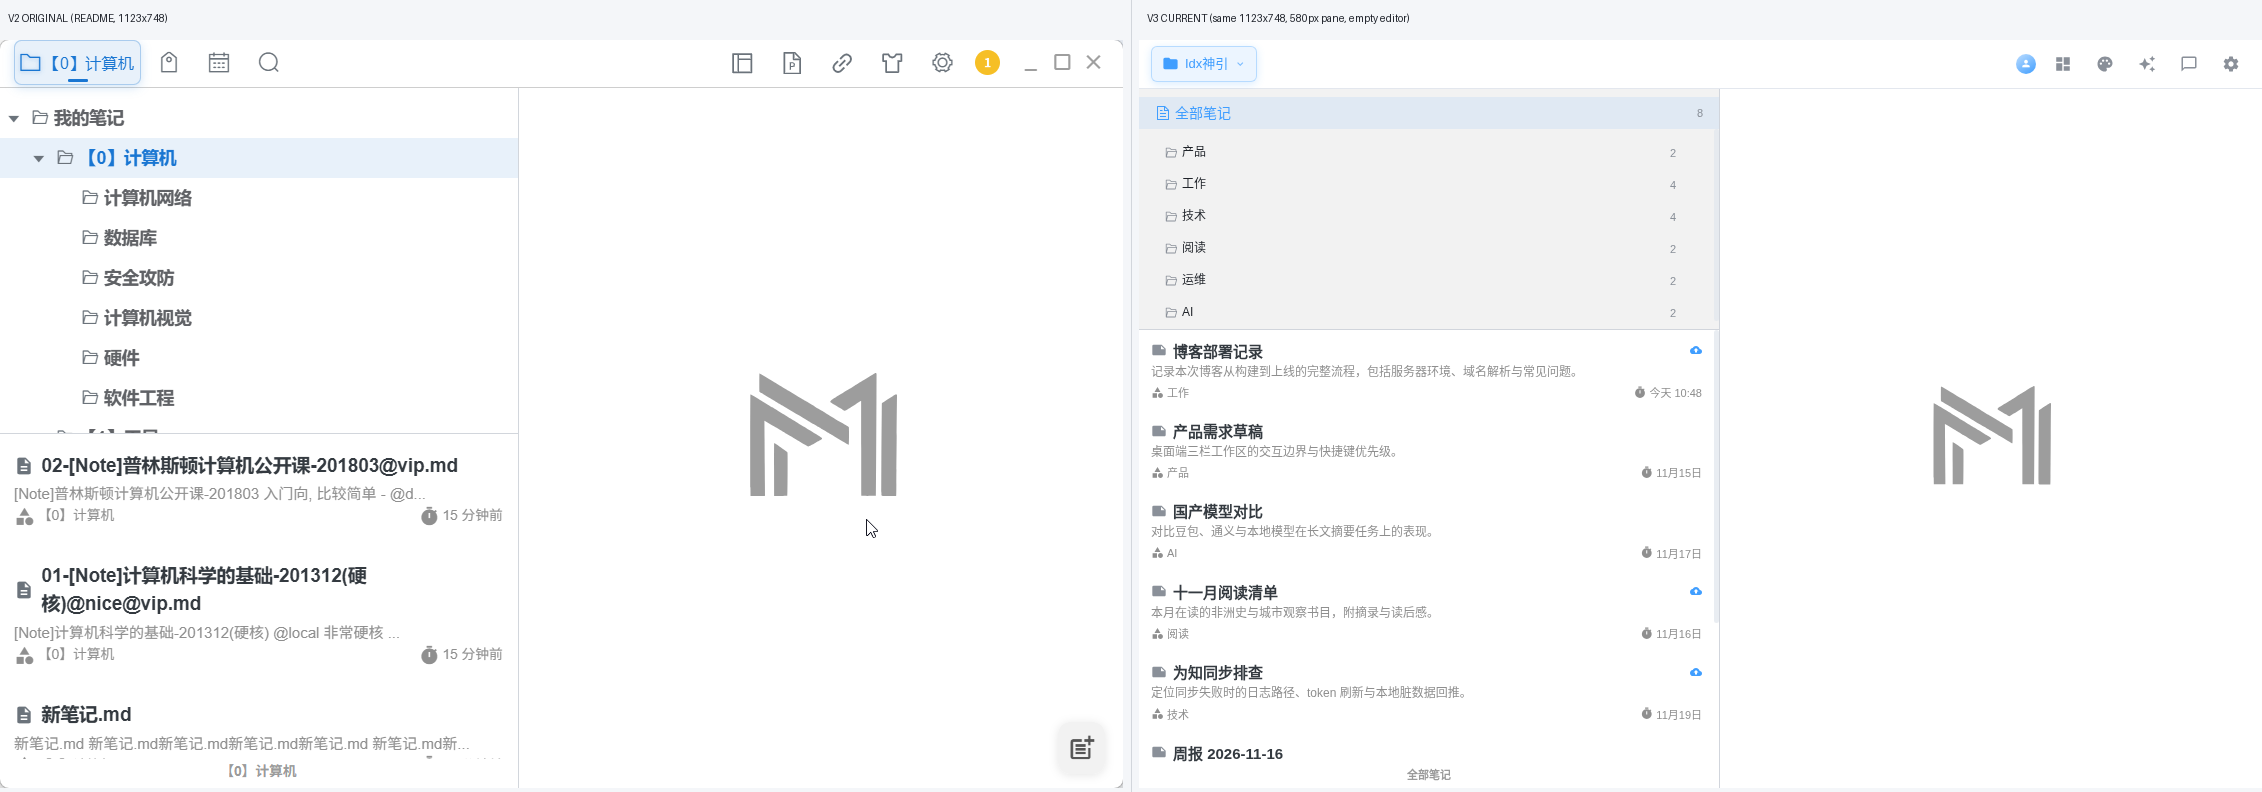 V2 ORIGINAL (README, 1123x748)
【0】计算机
P
1
我的笔记
【0】计算机
计算机网络
数据库
安全攻防
计算机视觉
硬件
软件工程
02-[Note]普林斯顿计算机公开课-201803@vip.md
[Note]普林斯顿计算机公开课-201803 入门向, 比较简单 - @d...
【0】计算机
15 分钟前
01-[Note]计算机科学的基础-201312(硬
核)@nice@vip.md
[Note]计算机科学的基础-201312(硬核) @local 非常硬核 ...
【0】计算机
15 分钟前
新笔记.md
新笔记.md 新笔记.md新笔记.md新笔记.md新笔记.md 新笔记.md新...
【0】计算机
V3 CURRENT (same 1123x748, 580px pane, empty editor)
Idx神引
全部笔记
8
产品
2
工作
4
技术
4
阅读
2
运维
2
AI
2
博客部署记录
记录本次博客从构建到上线的完整流程，包括服务器环境、域名解析与常见问题。
工作
今天 10:48
产品需求草稿
桌面端三栏工作区的交互边界与快捷键优先级。
产品
11月15日
国产模型对比
对比豆包、通义与本地模型在长文摘要任务上的表现。
AI
11月17日
十一月阅读清单
本月在读的非洲史与城市观察书目，附摘录与读后感。
阅读
11月16日
为知同步排查
定位同步失败时的日志路径、token 刷新与本地脏数据回推。
技术
11月19日
周报 2026-11-16
全部笔记